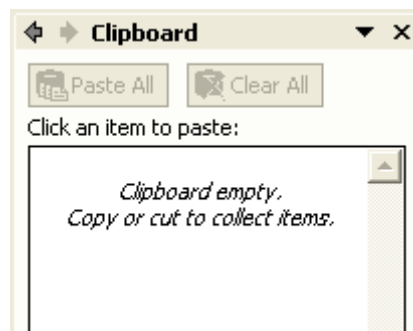 Clipboard
Paste All Clear All
Click an item to paste:
Clipboard empty.
Copy or cut to collect items.